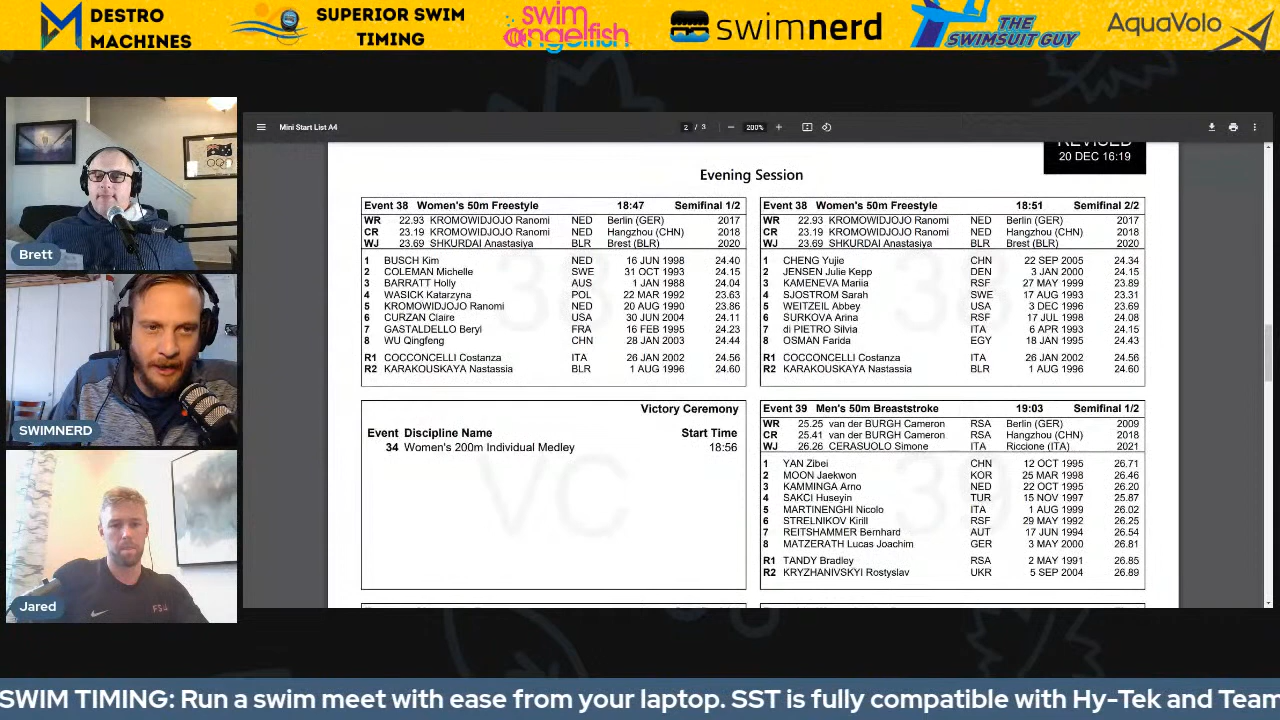 DESTRO
MACHINES
SUPERIOR SWIM
TIMING
swim
angelfish
swimnerd
THE
SWIMSUIT GUY
AquaVolo
Brett
SWIMNERD
Jared
Mini Start List A4
2 / 3
200%
20 DEC 16:19
Evening Session
Event 38 Women's 50m Freestyle 18:47 Semifinal 1/2
WR 22.93 KROMOWIDJOJO Ranomi NED Berlin (GER) 2017
CR 23.19 KROMOWIDJOJO Ranomi NED Hangzhou (CHN) 2018
WJ 23.69 SHKURDAI Anastasiya BLR Brest (BLR) 2020
1 BUSCH Kim NED 16 JUN 1998 24.40
2 COLEMAN Michelle SWE 31 OCT 1993 24.15
3 BARRATT Holly AUS 1 JAN 1988 24.04
4 WASICK Katarzyna POL 22 MAR 1992 23.63
5 KROMOWIDJOJO Ranomi NED 20 AUG 1990 23.86
6 CURZAN Claire USA 30 JUN 2004 24.11
7 GASTALDELLO Beryl FRA 16 FEB 1995 24.23
8 WU Qingfeng CHN 28 JAN 2003 24.44
R1 COCCONCELLI Costanza ITA 26 JAN 2002 24.56
R2 KARAKOUSKAYA Nastassia BLR 1 AUG 1996 24.60
Event 38 Women's 50m Freestyle 18:51 Semifinal 2/2
WR 22.93 KROMOWIDJOJO Ranomi NED Berlin (GER) 2017
CR 23.19 KROMOWIDJOJO Ranomi NED Hangzhou (CHN) 2018
WJ 23.69 SHKURDAI Anastasiya BLR Brest (BLR) 2020
1 CHENG Yujie CHN 22 SEP 2005 24.34
2 JENSEN Julie Kepp DEN 3 JAN 2000 24.15
3 KAMENEVA Mariia RSF 27 MAY 1999 23.89
4 SJOSTROM Sarah SWE 17 AUG 1993 23.31
5 WEITZEIL Abbey USA 3 DEC 1996 23.69
6 SURKOVA Arina RSF 17 JUL 1998 24.08
7 di PIETRO Silvia ITA 6 APR 1993 24.15
8 OSMAN Farida EGY 18 JAN 1995 24.43
R1 COCCONCELLI Costanza ITA 26 JAN 2002 24.56
R2 KARAKOUSKAYA Nastassia BLR 1 AUG 1996 24.60
Victory Ceremony
Event Discipline Name Start Time
34 Women's 200m Individual Medley 18:56
VC
Event 39 Men's 50m Breaststroke 19:03 Semifinal 1/2
WR 25.25 van der BURGH Cameron RSA Berlin (GER) 2009
CR 25.41 van der BURGH Cameron RSA Hangzhou (CHN) 2018
WJ 26.26 CERASUOLO Simone ITA Riccione (ITA) 2021
1 YAN Zibei CHN 12 OCT 1995 26.71
2 MOON Jaekwon KOR 25 MAR 1998 26.46
3 KAMMINGA Arno NED 22 OCT 1995 26.20
4 SAKCI Huseyin TUR 15 NOV 1997 25.87
5 MARTINENGHI Nicolo ITA 1 AUG 1999 26.02
6 STRELNIKOV Kirill RSF 29 MAY 1992 26.25
7 REITSHAMMER Bernhard AUT 17 JUN 1994 26.54
8 MATZERATH Lucas Joachim GER 3 MAY 2000 26.81
R1 TANDY Bradley RSA 2 MAY 1991 26.85
R2 KRYZHANIVSKYI Rostyslav UKR 5 SEP 2004 26.89
SWIM TIMING: Run a swim meet with ease from your laptop. SST is fully compatible with Hy-Tek and Team